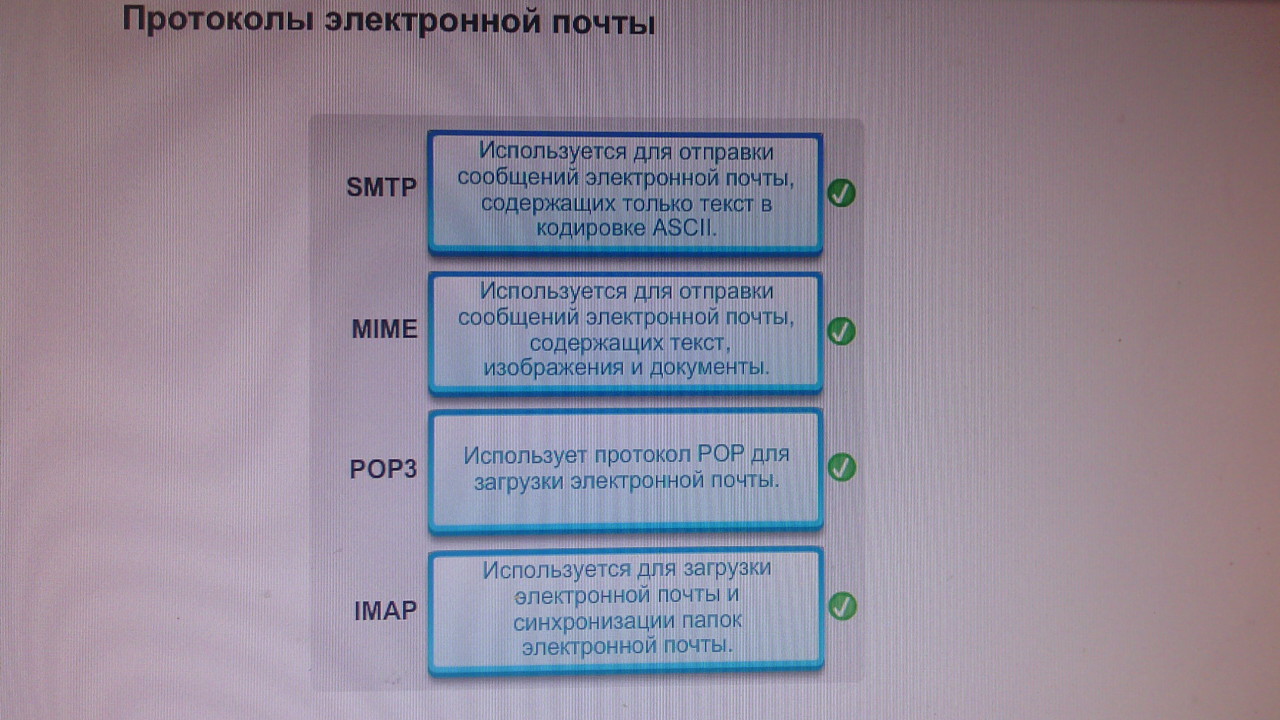 Протоколы электронной почты
SMTP
Используется для отправки
сообщений электронной почты,
содержащих только текст в
кодировке ASCII.
MIME
Используется для отправки
сообщений электронной почты,
содержащих текст,
изображения и документы.
POP3
Использует протокол POP для
загрузки электронной почты.
IMAP
Используется для загрузки
электронной почты и
синхронизации папок
электронной почты.